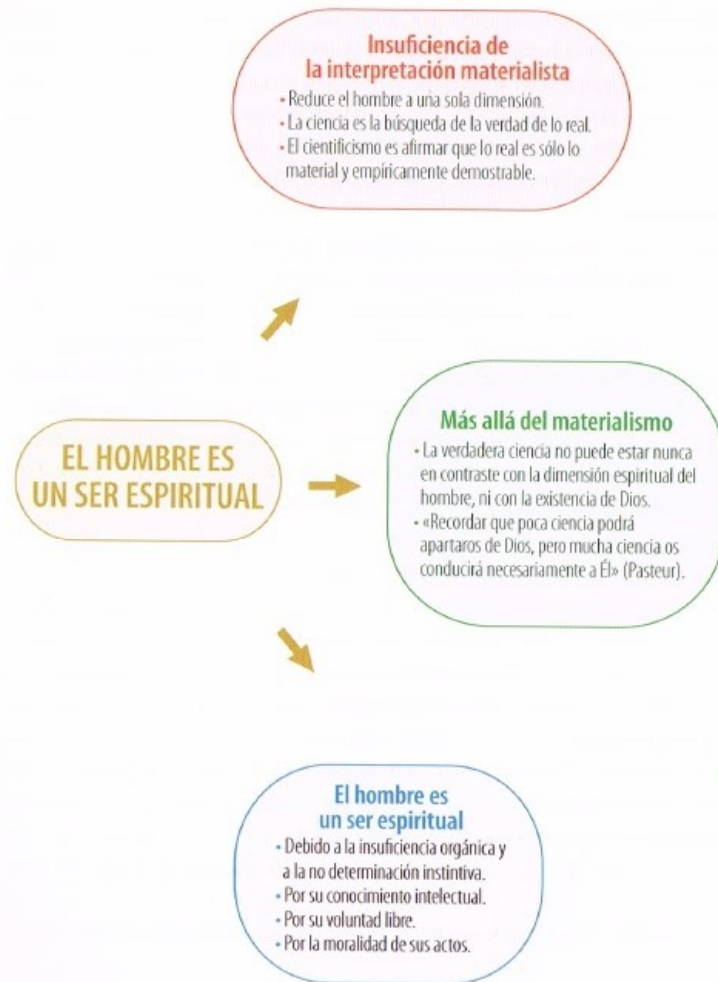 Insuficiencia de
la interpretación materialista
• Reduce el hombre a una sola dimensión.
• La ciencia es la búsqueda de la verdad de lo real.
• El cientificismo es afirmar que lo real es sólo lo
material y empíricamente demostrable.
EL HOMBRE ES
UN SER ESPIRITUAL
Más allá del materialismo
• La verdadera ciencia no puede estar nunca
en contraste con la dimensión espiritual del
hombre, ni con la existencia de Dios.
• «Recordar que poca ciencia podrá
apartaros de Dios, pero mucha ciencia os
conducirá necesariamente a Él» (Pasteur).
El hombre es
un ser espiritual
• Debido a la insuficiencia orgánica y
a la no determinación instintiva.
• Por su conocimiento intelectual.
• Por su voluntad libre.
• Por la moralidad de sus actos.